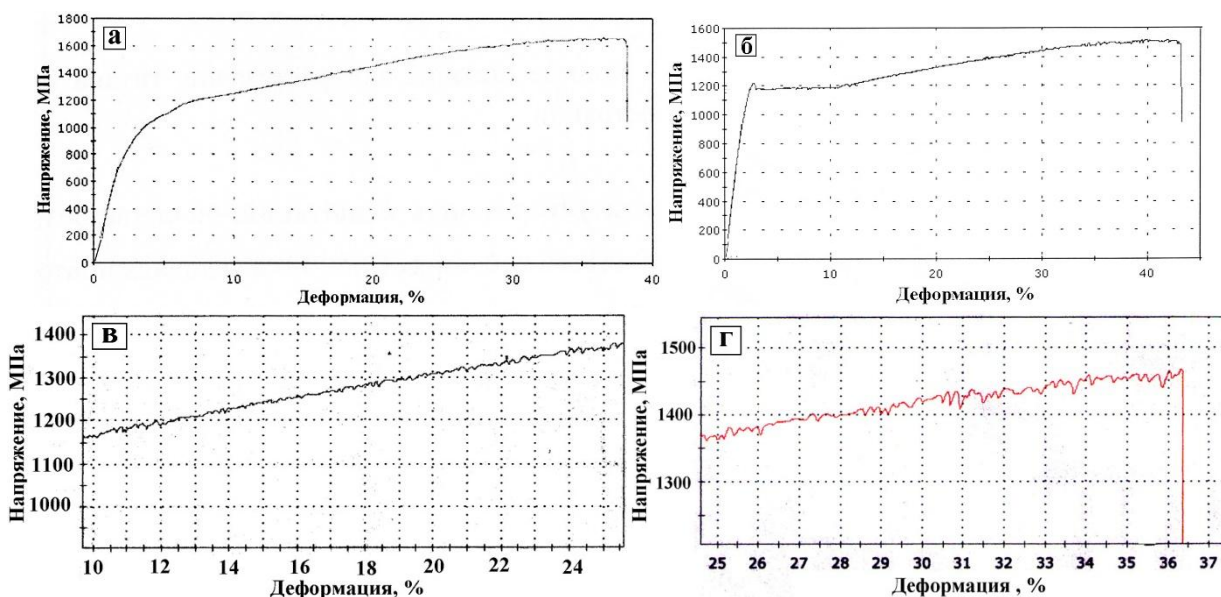 а
Напряжение, МПа
1800
1600
1400
1200
1000
800
600
400
200
0
0 10 20 30 40
Деформация, %
б
Напряжение, МПа
1600
1400
1200
1000
800
600
400
200
0
0 10 20 30 40
Деформация, %
в
Напряжение, МПа
1400
1300
1200
1100
1000
10 12 14 16 18 20 22 24
Деформация, %
г
Напряжение, МПа
1500
1400
1300
25 26 27 28 29 30 31 32 33 34 35 36 37
Деформация , %